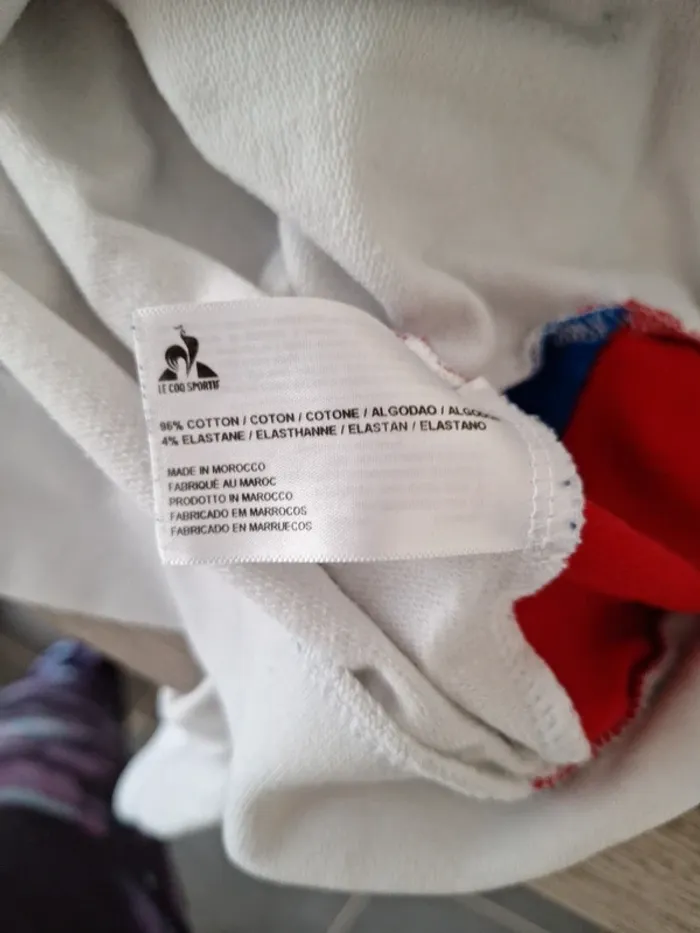 LE COQ SPORTIF
96% COTTON / COTON / COTONE / ALGODAO /
4% ELASTANE / ELASTHANNE / ELASTAN / ELASTANO
MADE IN MOROCCO
FABRIQUÉ AU MAROC
PRODOTTO IN MAROCCO
FABRICADO EM MARROCOS
FABRICADO EN MARRUECOS